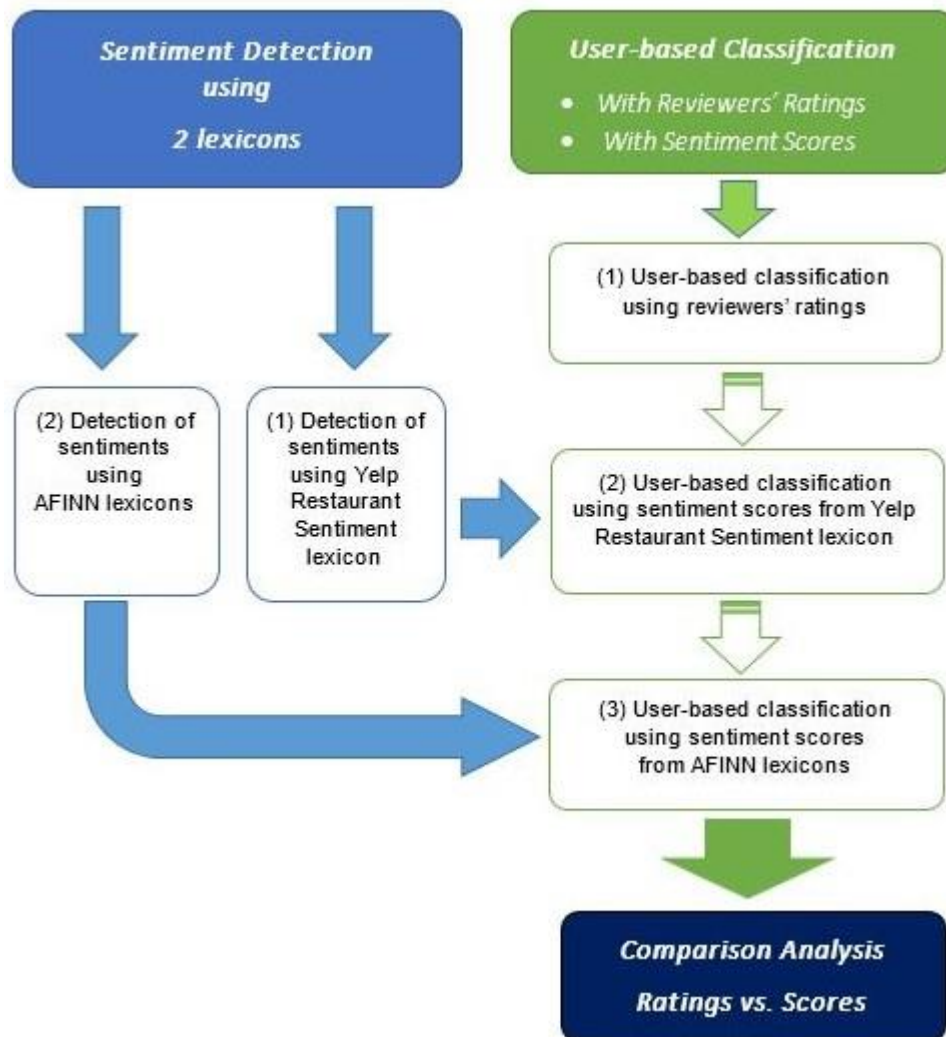 Sentiment Detection
using
2 lexicons
User-based Classification
• With Reviewers´ Ratings
• With Sentiment Scores
(1) User-based classification
using reviewers’ ratings
(2) Detection of
sentiments
using
AFINN lexicons
(1) Detection of
sentiments
using Yelp
Restaurant
Sentiment
lexicon
(2) User-based classification
using sentiment scores from Yelp
Restaurant Sentiment lexicon
(3) User-based classification
using sentiment scores
from AFINN lexicons
Comparison Analysis
Ratings vs. Scores